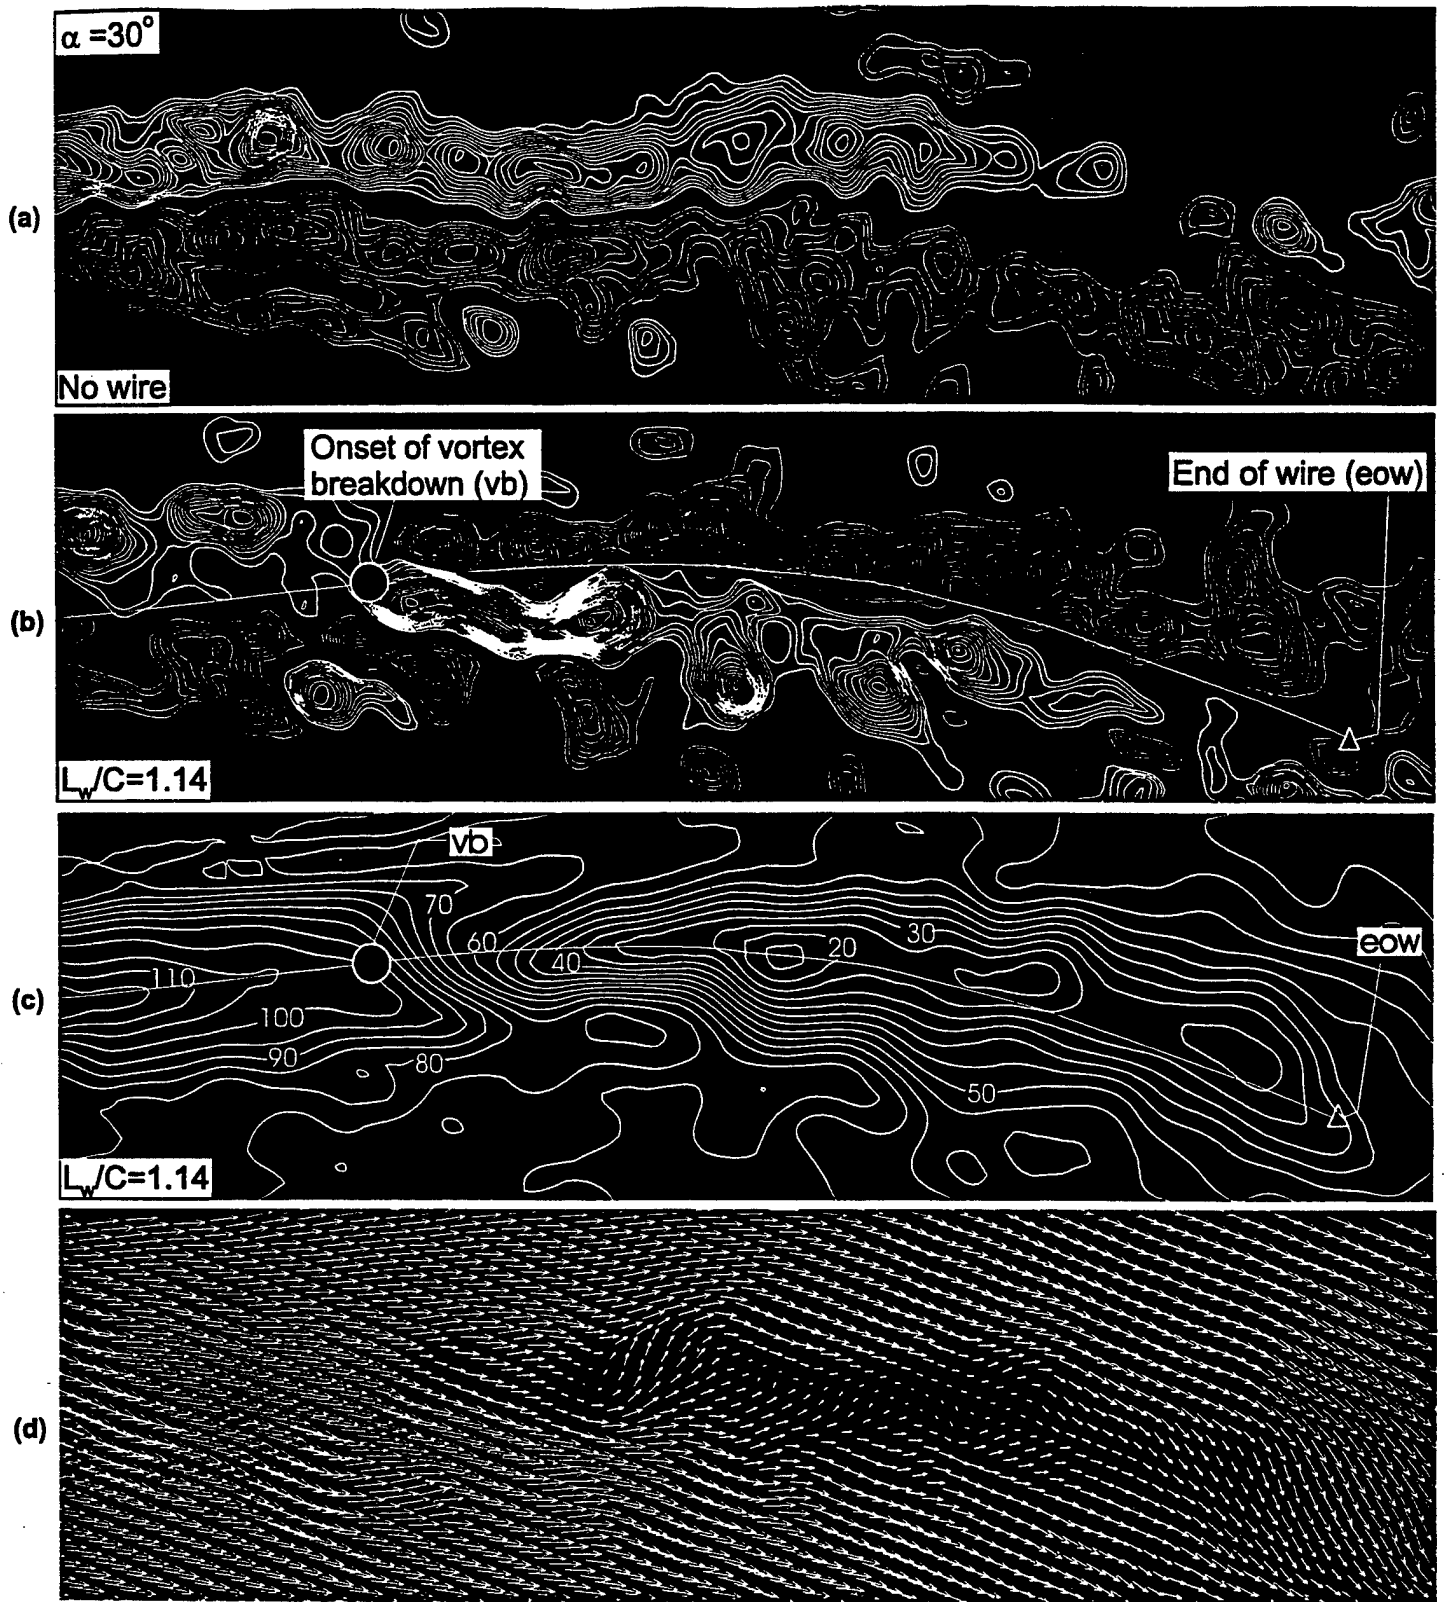 α =30°
(a)
No wire
Onset of vortex
breakdown (vb)
End of wire (eow)
(b)
L_w/C=1.14
vb
70
60
40
20
30
eow
110
(c)
100
90
80
50
L_w/C=1.14
(d)